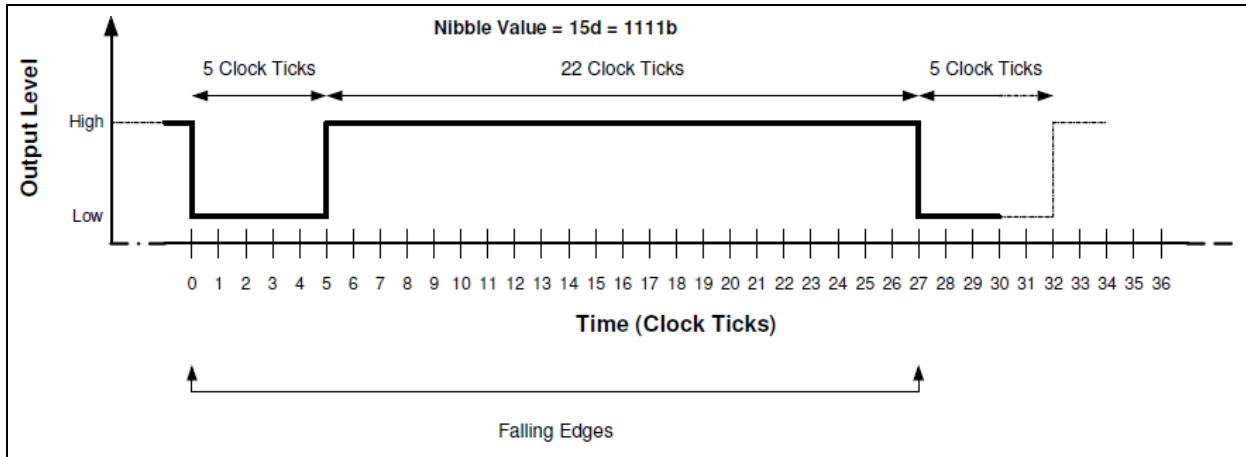 Nibble Value = 15d = 1111b
5 Clock Ticks 22 Clock Ticks 5 Clock Ticks
Output Level
High
Low
0 1 2 3 4 5 6 7 8 9 10 11 12 13 14 15 16 17 18 19 20 21 22 23 24 25 26 27 28 29 30 31 32 33 34 35 36
Time (Clock Ticks)
Falling Edges